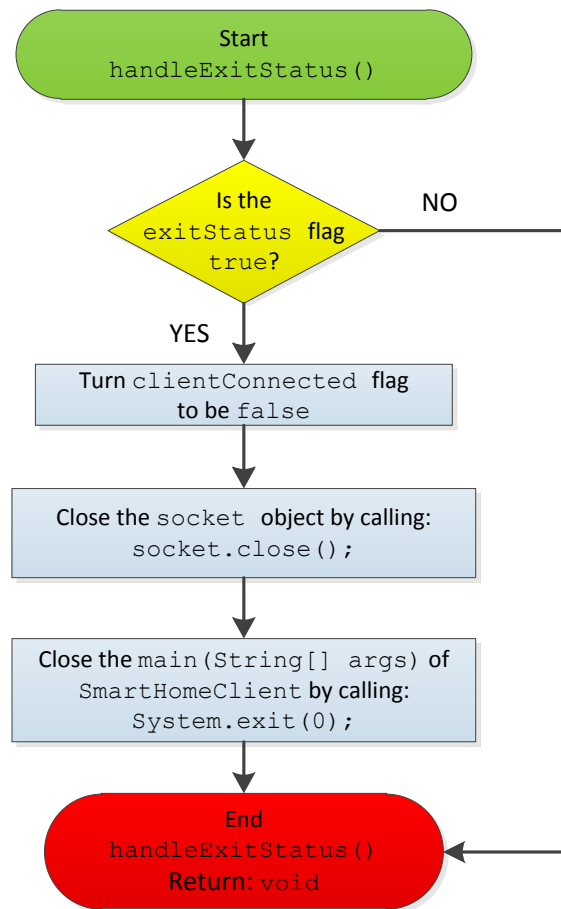 Start
handleExitStatus()
Is the
exitStatus flag
true?
NO
YES
Turn clientConnected flag
to be false
Close the socket object by calling:
socket.close();
Close the main(String[] args) of
SmartHomeClient by calling:
System.exit(0);
End
handleExitStatus()
Return: void